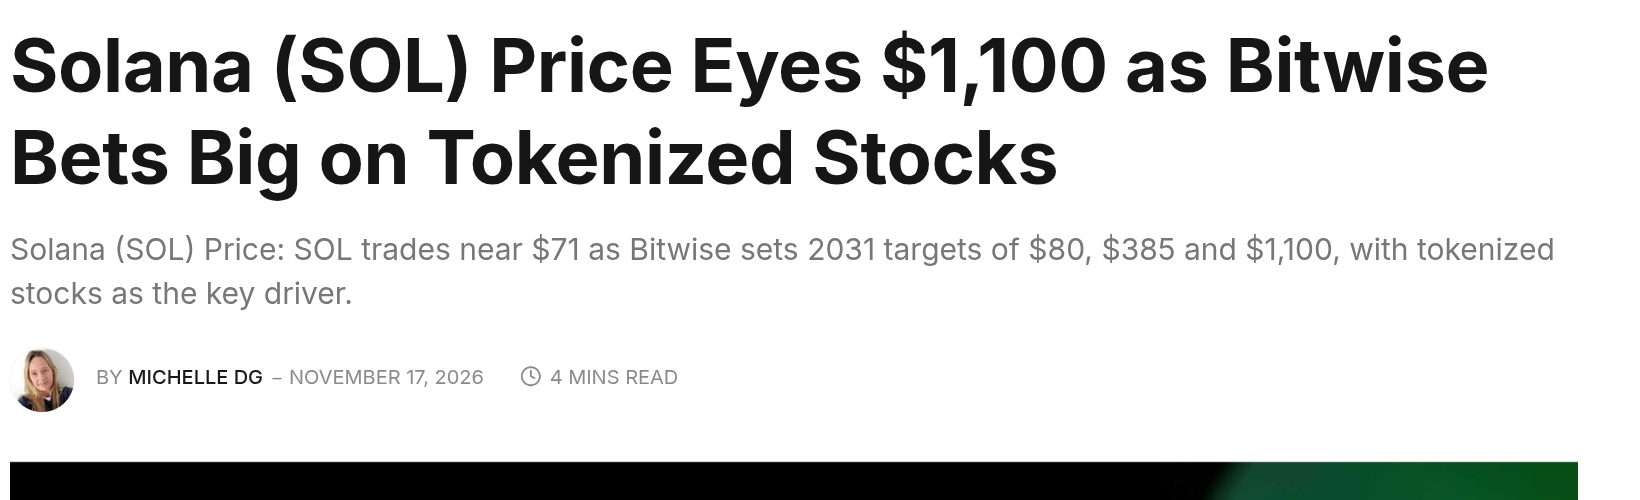 Solana (SOL) Price Eyes $1,100 as Bitwise
Bets Big on Tokenized Stocks
Solana (SOL) Price: SOL trades near $71 as Bitwise sets 2031 targets of $80, $385 and $1,100, with tokenized
stocks as the key driver.
BY MICHELLE DG – NOVEMBER 17, 2026 4 MINS READ